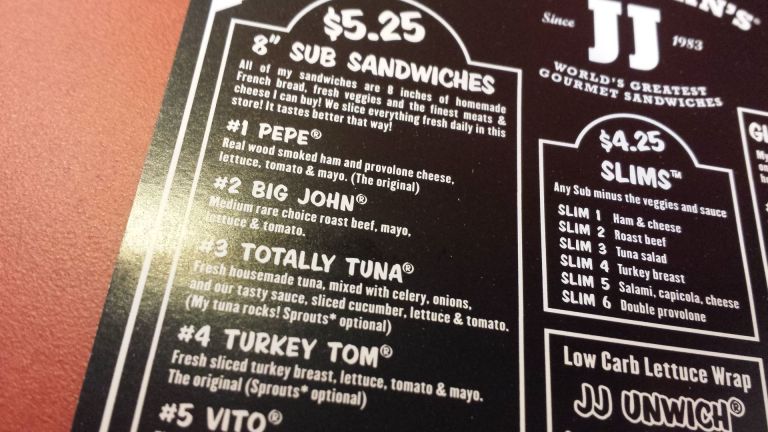 $5.25
8" SUB SANDWICHES
All of my sandwiches are 8 inches of homemade
French bread, fresh veggies and the finest meats &
cheese I can buy! We slice everything fresh daily in this
store! It tastes better that way!
#1 PEPE®
Real wood smoked ham and provolone cheese,
lettuce, tomato & mayo. (The original)
#2 BIG JOHN®
Medium rare choice roast beef, mayo,
lettuce & tomato.
#3 TOTALLY TUNA®
Fresh housemade tuna, mixed with celery, onions,
and our tasty sauce, sliced cucumber, lettuce & tomato.
(My tuna rocks! Sprouts* optional)
#4 TURKEY TOM®
Fresh sliced turkey breast, lettuce, tomato & mayo.
The original (Sprouts* optional)
#5 VITO®
Since JJ 1983
WORLD'S GREATEST
GOURMET SANDWICHES
$4.25
SLIMS™
Any Sub minus the veggies and sauce
SLIM 1 Ham & cheese
SLIM 2 Roast beef
SLIM 3 Tuna salad
SLIM 4 Turkey breast
SLIM 5 Salami, capicola, cheese
SLIM 6 Double provolone
Low Carb Lettuce Wrap
JJ UNWICH®